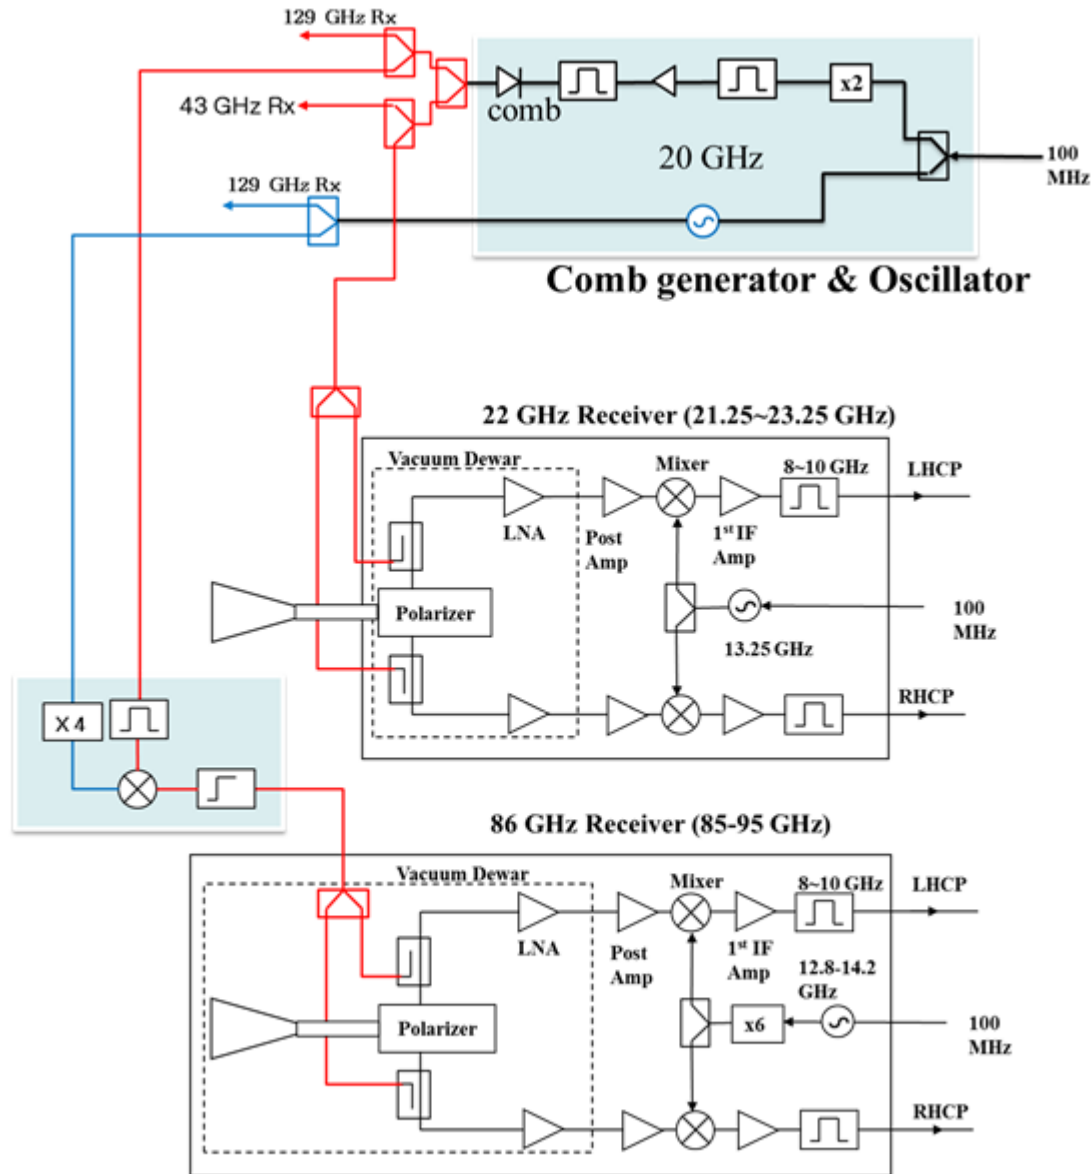 129 GHz Rx
43 GHz Rx
comb
x2
20 GHz
100
MHz
129 GHz Rx
Comb generator & Oscillator
22 GHz Receiver (21.25~23.25 GHz)
Vacuum Dewar
Mixer
8~10 GHz
LHCP
LNA
Post
Amp
1st IF
Amp
Polarizer
13.25 GHz
100
MHz
RHCP
X 4
86 GHz Receiver (85-95 GHz)
Vacuum Dewar
Mixer
8~10 GHz
LHCP
LNA
Post
Amp
1st IF
Amp
12.8-14.2
GHz
Polarizer
x6
100
MHz
RHCP